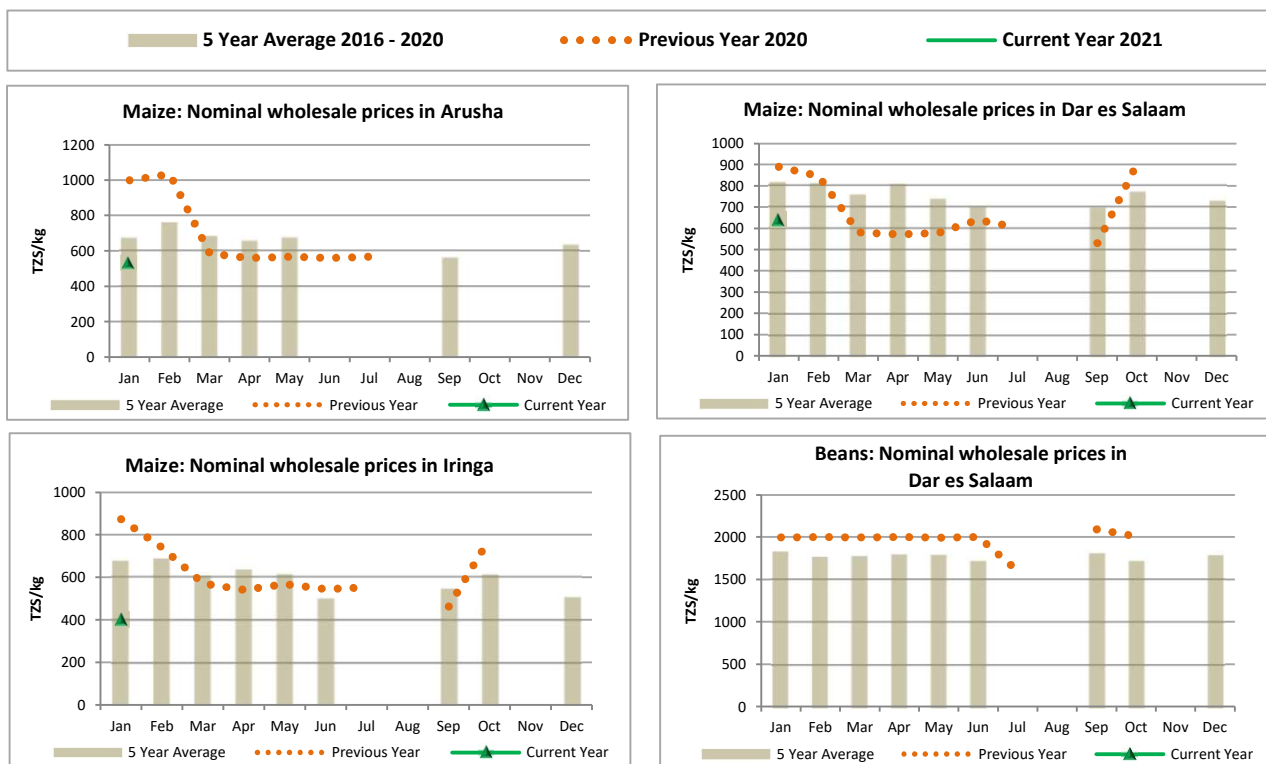 5 Year Average 2016 - 2020 Previous Year 2020 Current Year 2021
Maize: Nominal wholesale prices in Arusha
TZS/kg
1200
1000
800
600
400
200
0
Jan Feb Mar Apr May Jun Jul Aug Sep Oct Nov Dec
5 Year Average Previous Year Current Year
Maize: Nominal wholesale prices in Dar es Salaam
TZS/kg
1000
900
800
700
600
500
400
300
200
100
0
Jan Feb Mar Apr May Jun Jul Aug Sep Oct Nov Dec
5 Year Average Previous Year Current Year
Maize: Nominal wholesale prices in Iringa
TZS/kg
1000
800
600
400
200
0
Jan Feb Mar Apr May Jun Jul Aug Sep Oct Nov Dec
5 Year Average Previous Year Current Year
Beans: Nominal wholesale prices in
Dar es Salaam
TZS/kg
2500
2000
1500
1000
500
0
Jan Feb Mar Apr May Jun Jul Aug Sep Oct Nov Dec
5 Year Average Previous Year Current Year